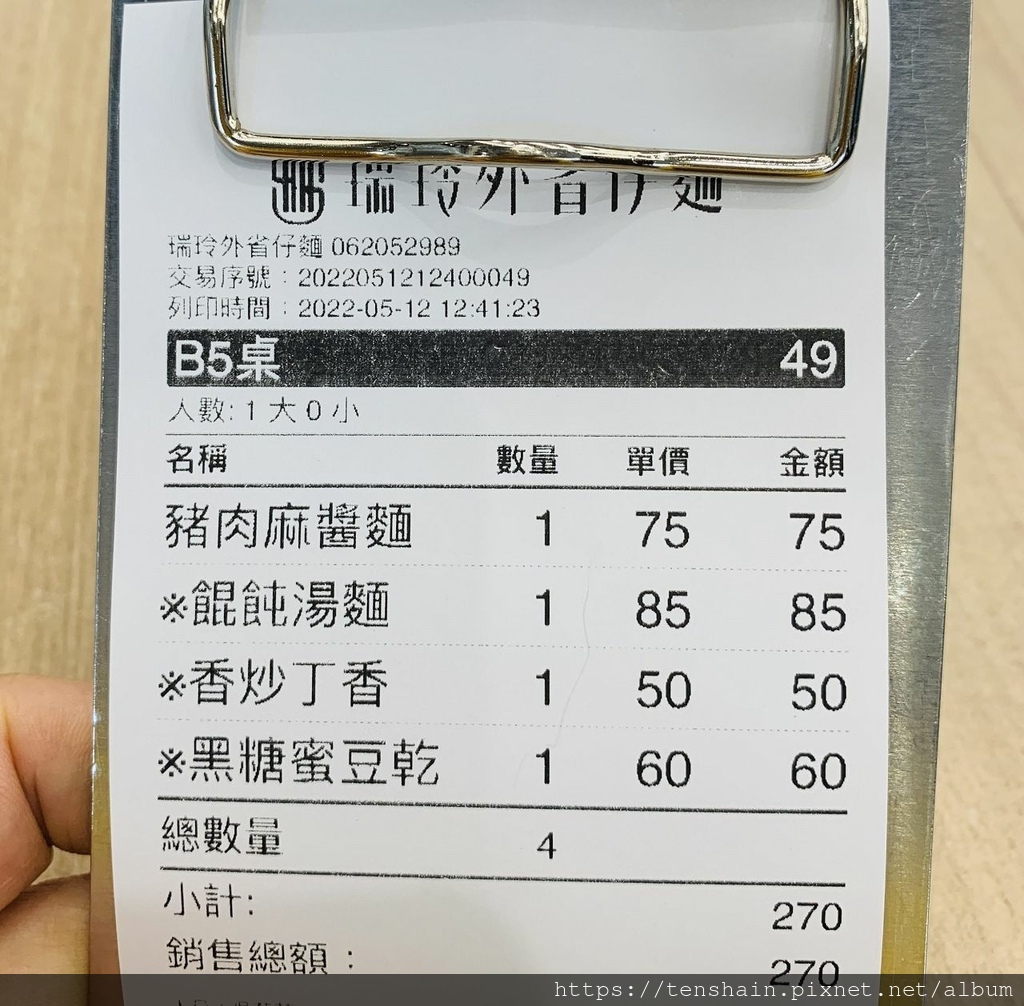 瑞玲外省仔麵
瑞玲外省仔麵 062052989
交易序號：2022051212400049
列印時間：2022-05-12 12:41:23
B5桌 49
人數: 1 大 0 小
名稱 數量 單價 金額
豬肉麻醬麵 1 75 75
※餛飩湯麵 1 85 85
※香炒丁香 1 50 50
※黑糖蜜豆乾 1 60 60
總數量 4
小計: 270
銷售總額： 270
https://tenshain.pixnet.net/album